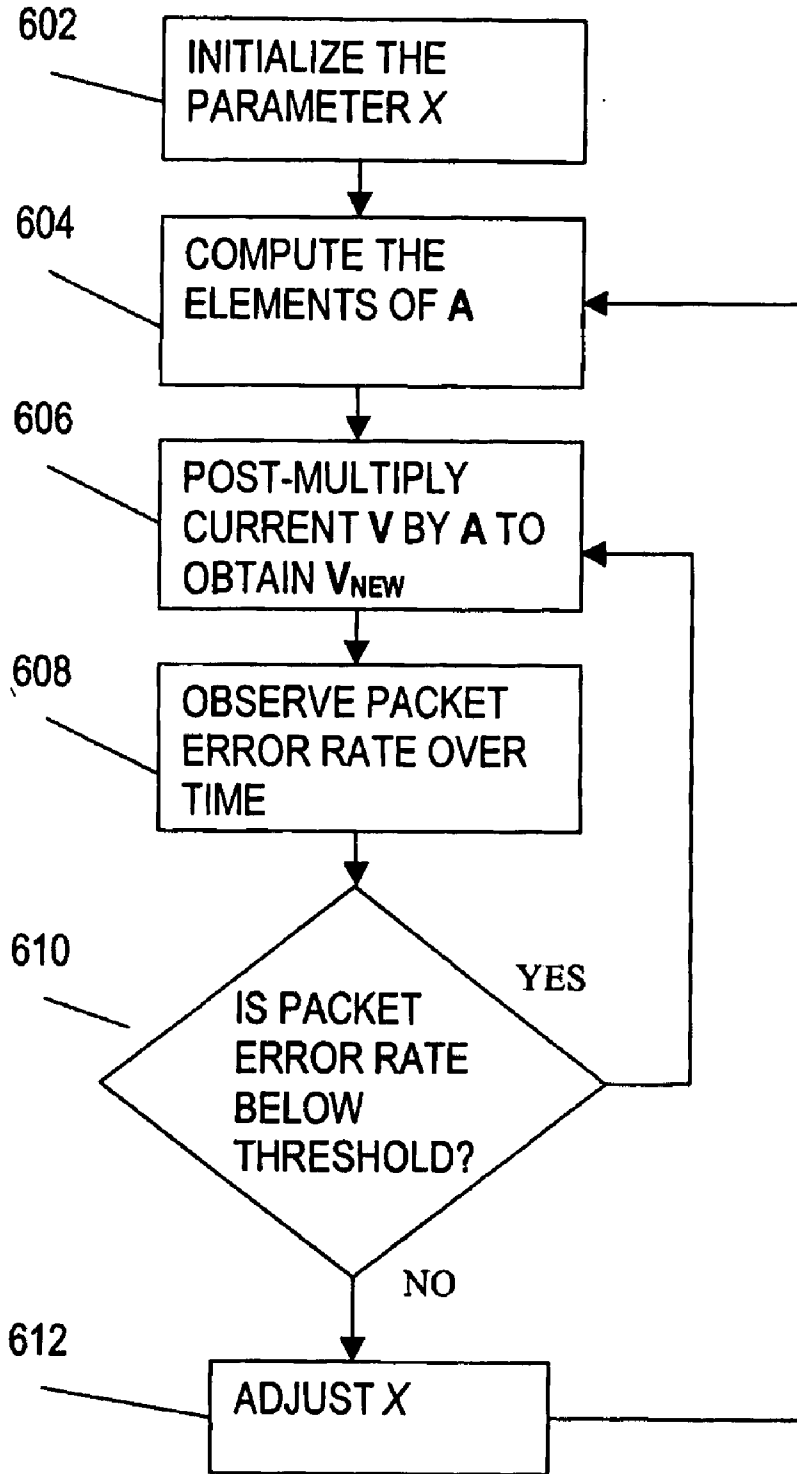 602
INITIALIZE THE
PARAMETER X
604
COMPUTE THE
ELEMENTS OF A
606
POST-MULTIPLY
CURRENT V BY A TO
OBTAIN VNEW
608
OBSERVE PACKET
ERROR RATE OVER
TIME
610
YES
IS PACKET
ERROR RATE
BELOW
THRESHOLD?
NO
612
ADJUST X